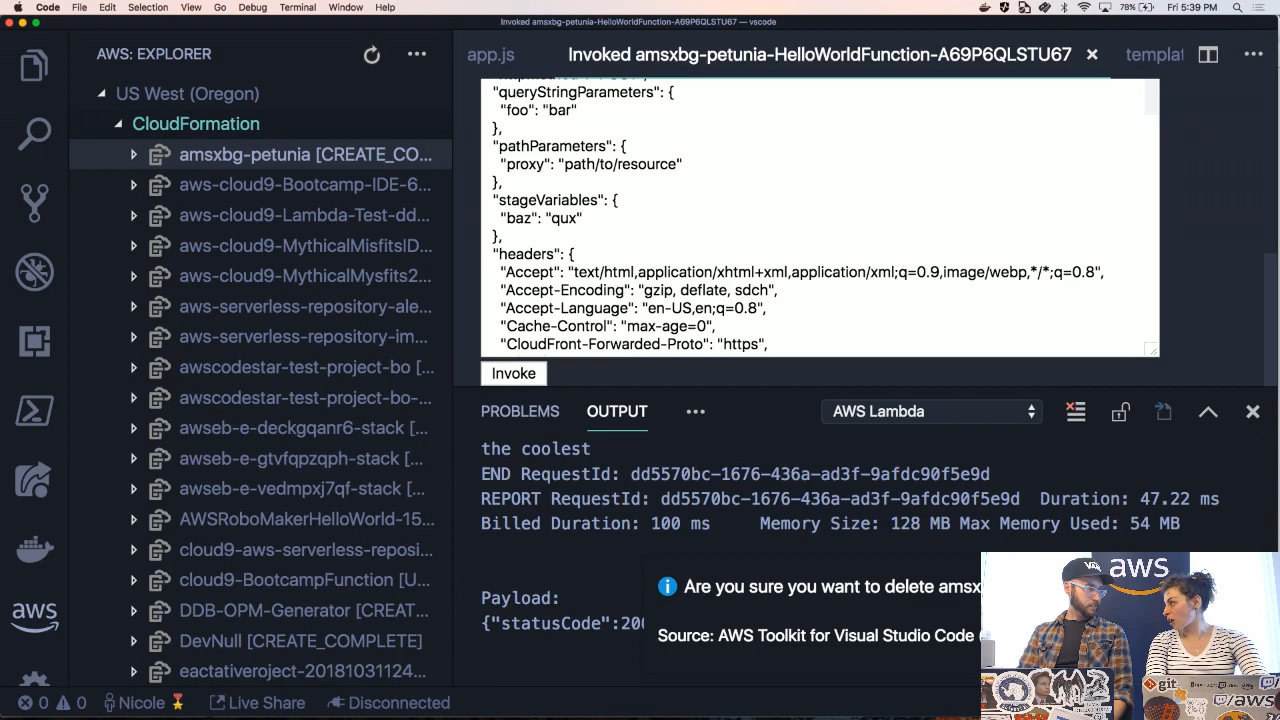 Code File Edit Selection View Go Debug Terminal Window Help 78% Fri 5:39 PM
Invoked amsxbg-petunia-HelloWorldFunction-A69P6QLSTU67 — vscode
AWS: EXPLORER
US West (Oregon)
CloudFormation
amsxbg-petunia [CREATE_CO...
aws-cloud9-Bootcamp-IDE-6...
aws-cloud9-Lambda-Test-dd...
aws-cloud9-MythicalMisfitsID...
aws-cloud9-MythicalMysfits2...
aws-serverless-repository-ale...
aws-serverless-repository-im...
awscodestar-test-project-bo [...
awscodestar-test-project-bo-...
awseb-e-deckgqanr6-stack [...
awseb-e-gtvfqpzqph-stack [...
awseb-e-vedmpxj7qf-stack [...
AWSRoboMakerHelloWorld-15...
cloud9-aws-serverless-reposi...
cloud9-BootcampFunction [U...
DDB-OPM-Generator [CREAT...
DevNull [CREATE_COMPLETE]
eactativeproject-20181031124...
aws
app.js Invoked amsxbg-petunia-HelloWorldFunction-A69P6QLSTU67 templat
"queryStringParameters": {
"foo": "bar"
},
"pathParameters": {
"proxy": "path/to/resource"
},
"stageVariables": {
"baz": "qux"
},
"headers": {
"Accept": "text/html,application/xhtml+xml,application/xml;q=0.9,image/webp,*/*;q=0.8",
"Accept-Encoding": "gzip, deflate, sdch",
"Accept-Language": "en-US,en;q=0.8",
"Cache-Control": "max-age=0",
"CloudFront-Forwarded-Proto": "https",
Invoke
PROBLEMS OUTPUT ... AWS Lambda
the coolest
END RequestId: dd5570bc-1676-436a-ad3f-9afdc90f5e9d
REPORT RequestId: dd5570bc-1676-436a-ad3f-9afdc90f5e9d Duration: 47.22 ms
Billed Duration: 100 ms Memory Size: 128 MB Max Memory Used: 54 MB
Payload:
{"statusCode":200
Are you sure you want to delete amsx
Source: AWS Toolkit for Visual Studio Code
aws
aws
0 0 Nicole Live Share Disconnected